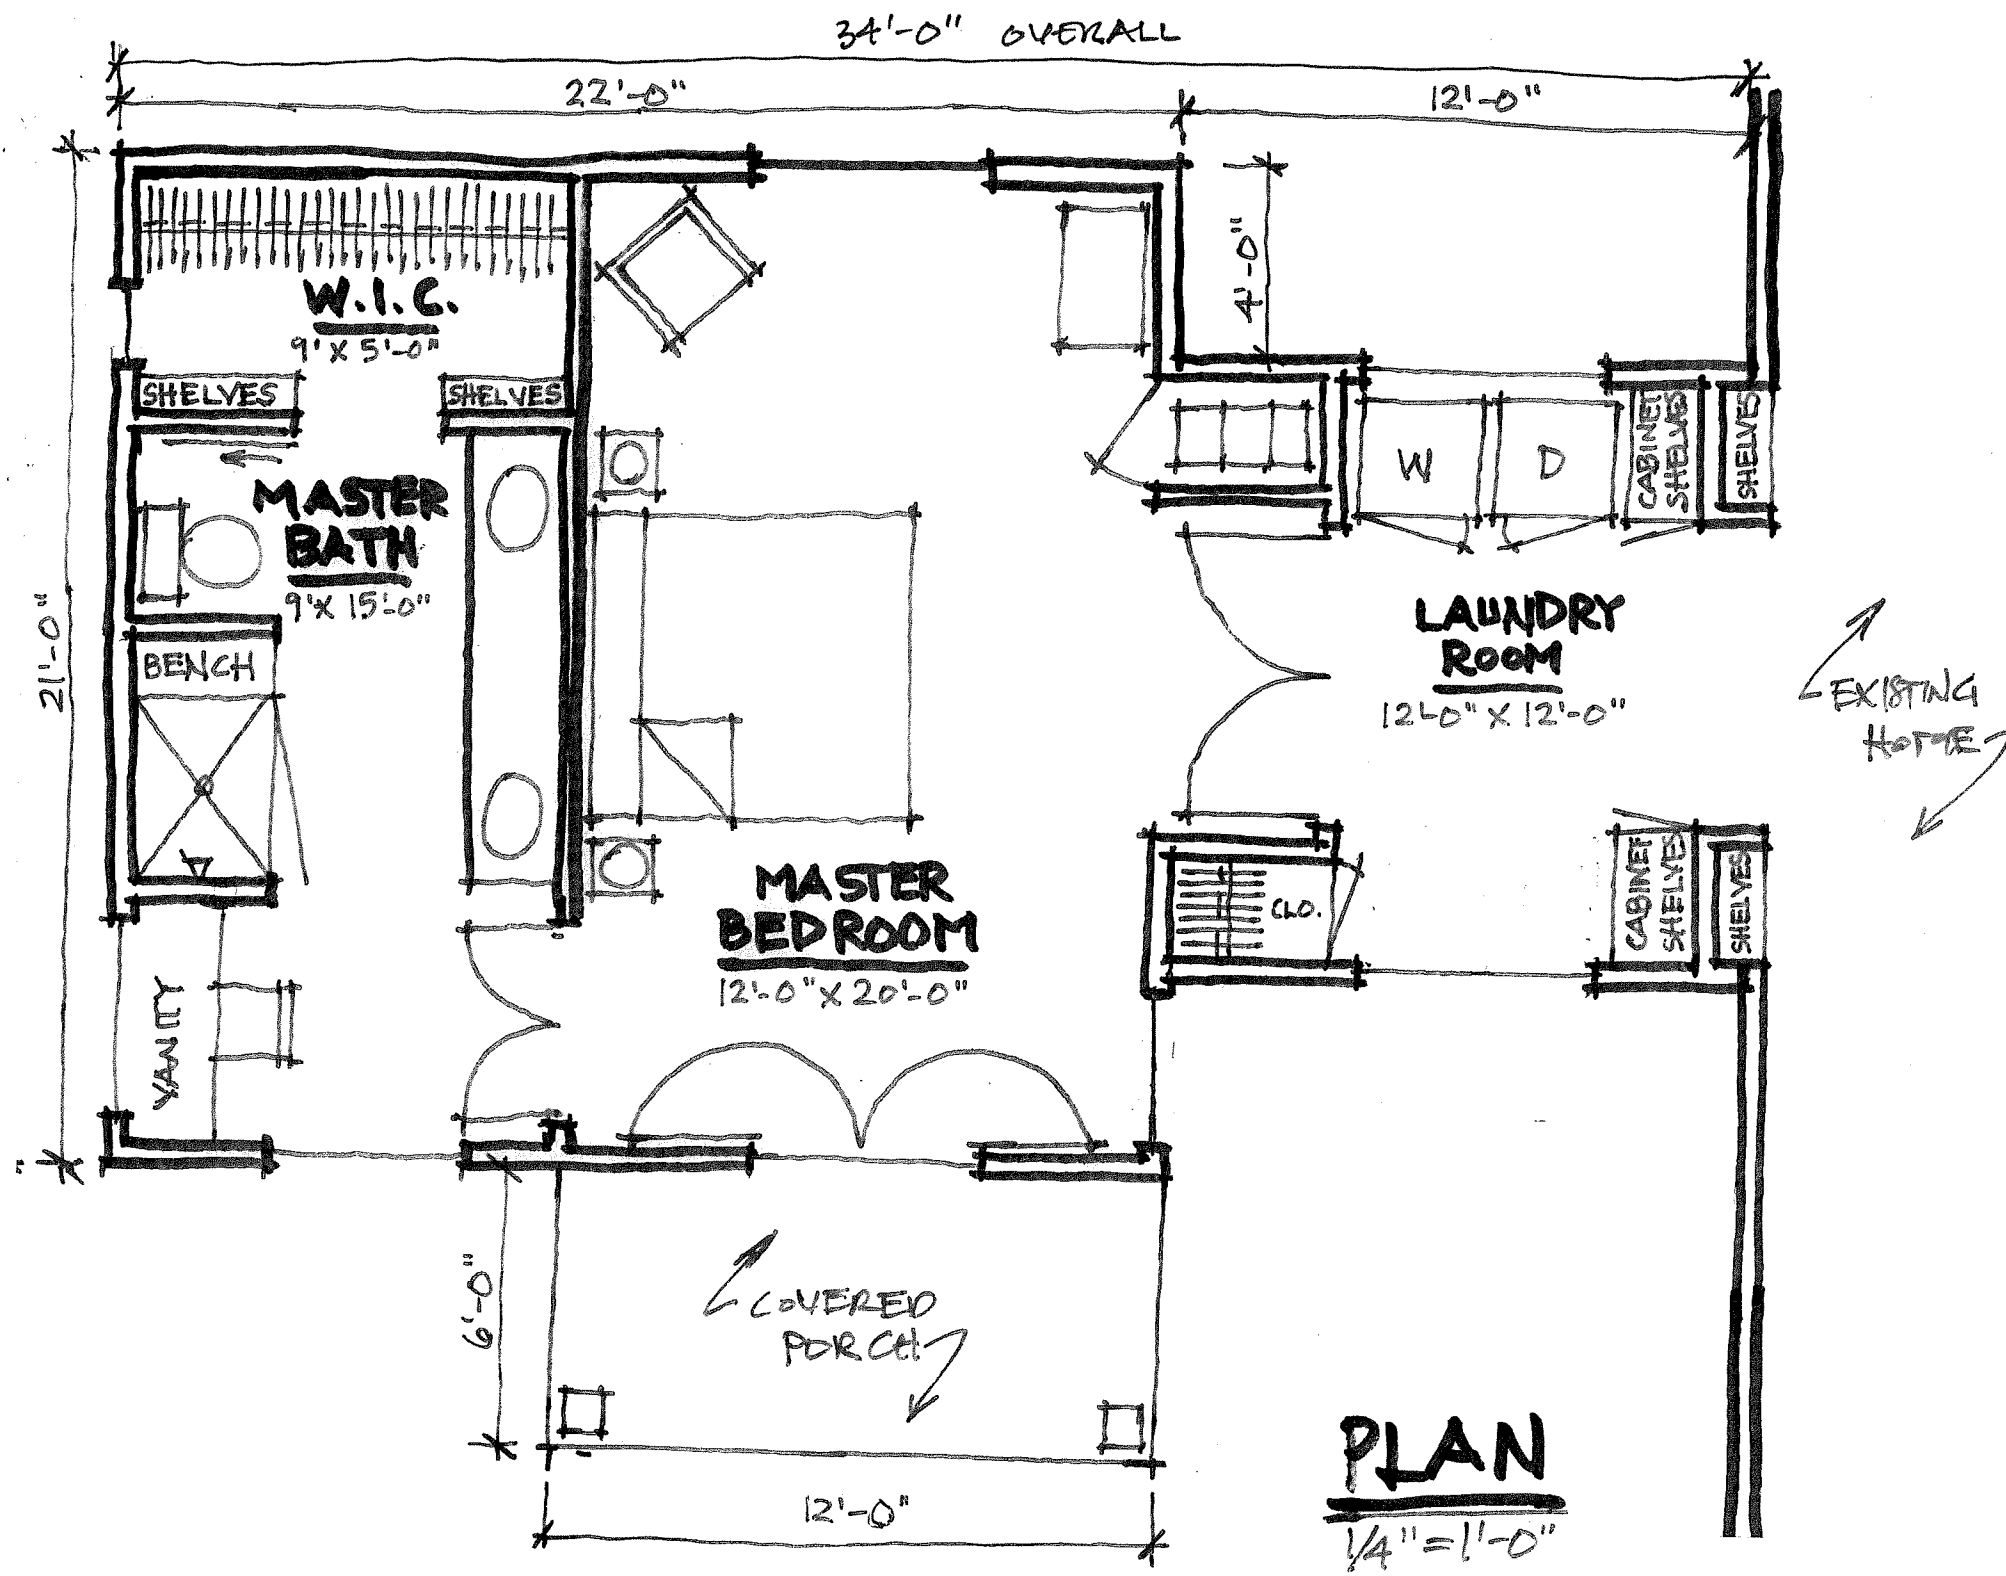 34'-0" OVERALL
22'-0"
12'-0"
4'-0"
W.I.C.
9' X 5'-0"
SHELVES
SHELVES
MASTER
BATH
9' X 15'-0"
21'-0"
BENCH
VANITY
MASTER
BEDROOM
12'-0" X 20'-0"
W
D
CABINET
SHELVES
SHELVES
LAUNDRY
ROOM
12'-0" X 12'-0"
EXISTING
HOME
CLO.
CABINET
SHELVES
SHELVES
6'-0"
COVERED
PORCH
12'-0"
PLAN
1/4" = 1'-0"